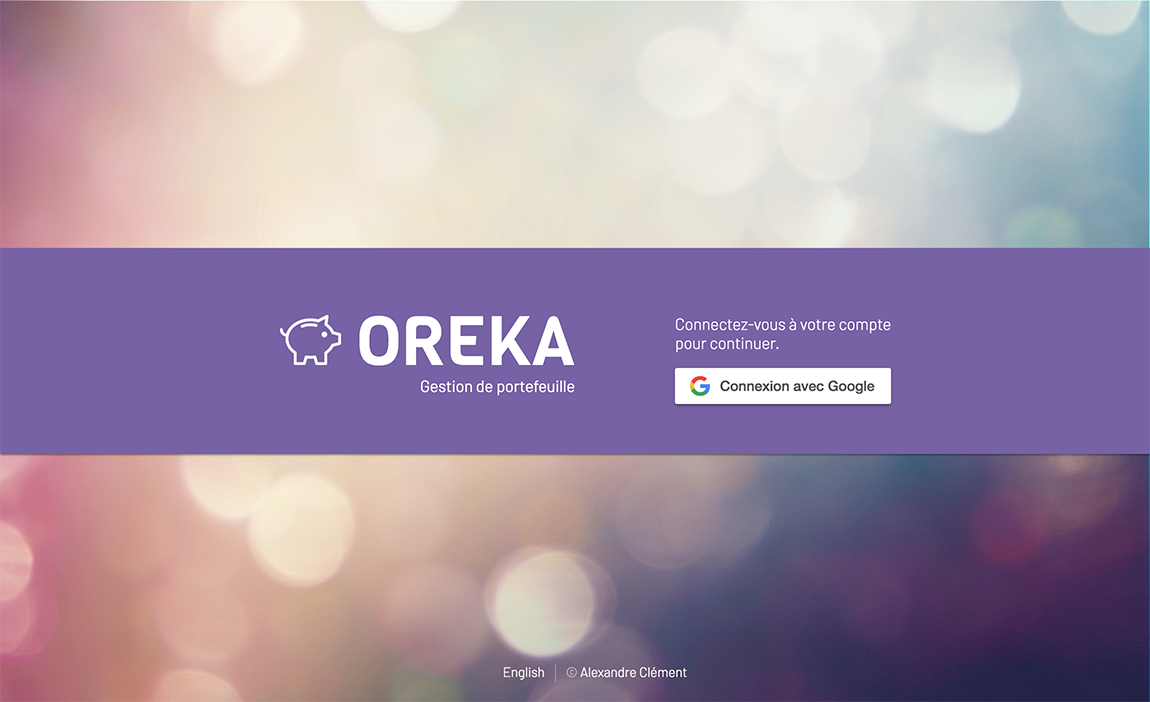 OREKA
Gestion de portefeuille
Connectez-vous à votre compte
pour continuer.
Connexion avec Google
English | © Alexandre Clément